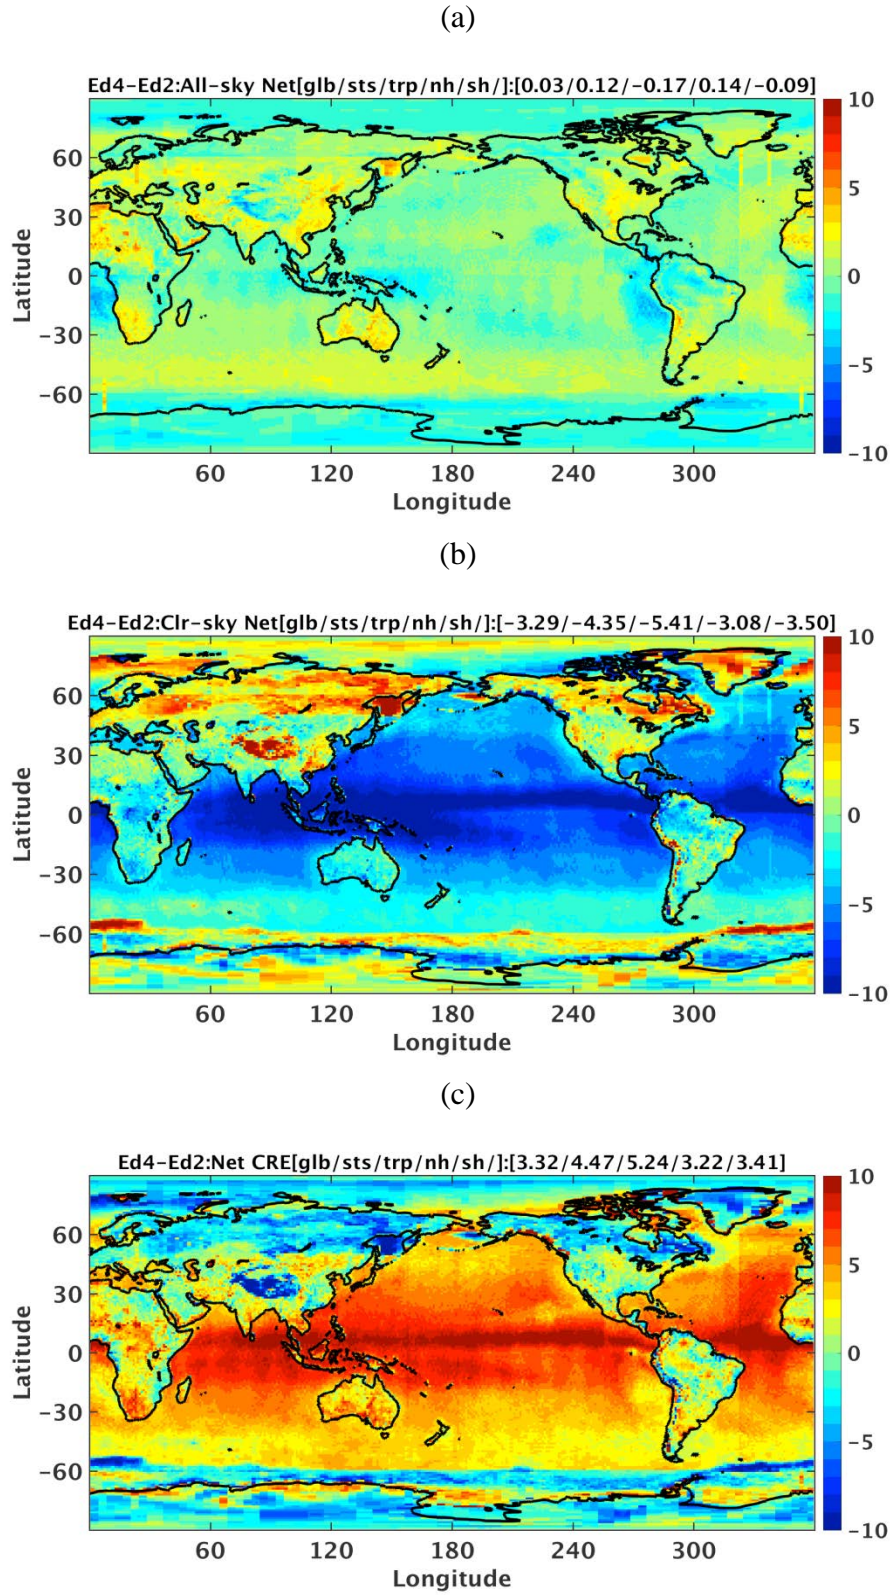 (a)
Ed4-Ed2:All-sky Net[glb/sts/trp/nh/sh/]:[0.03/0.12/-0.17/0.14/-0.09]
Latitude
60
30
0
-30
-60
60 120 180 240 300
Longitude
10
5
0
-5
-10
(b)
Ed4-Ed2:Clr-sky Net[glb/sts/trp/nh/sh/]:[-3.29/-4.35/-5.41/-3.08/-3.50]
Latitude
60
30
0
-30
-60
60 120 180 240 300
Longitude
10
5
0
-5
-10
(c)
Ed4-Ed2:Net CRE[glb/sts/trp/nh/sh/]:[3.32/4.47/5.24/3.22/3.41]
Latitude
60
30
0
-30
-60
60 120 180 240 300
Longitude
10
5
0
-5
-10